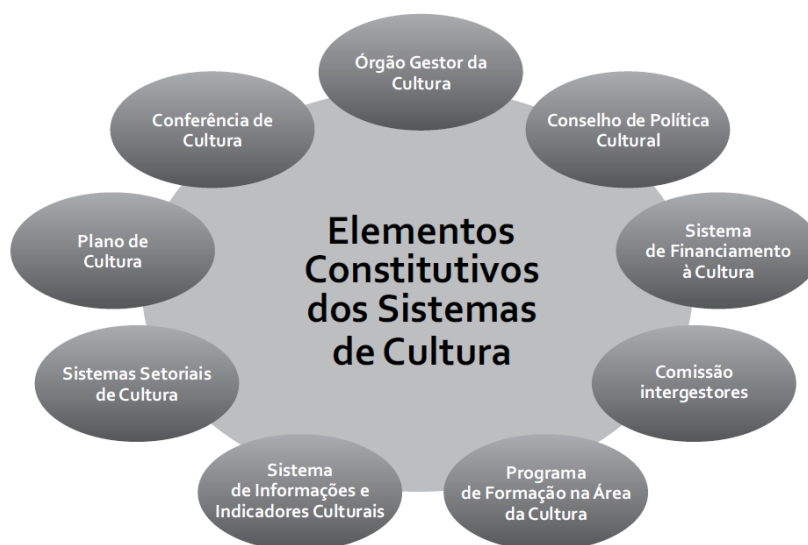 Órgão Gestor da
Cultura
Conselho de Política
Cultural
Sistema
de Financiamento
à Cultura
Comissão
intergestores
Programa
de Formação na Área
da Cultura
Sistema
de Informações e
Indicadores Culturais
Sistemas Setoriais
de Cultura
Plano de
Cultura
Conferência de
Cultura
Elementos
Constitutivos
dos Sistemas
de Cultura